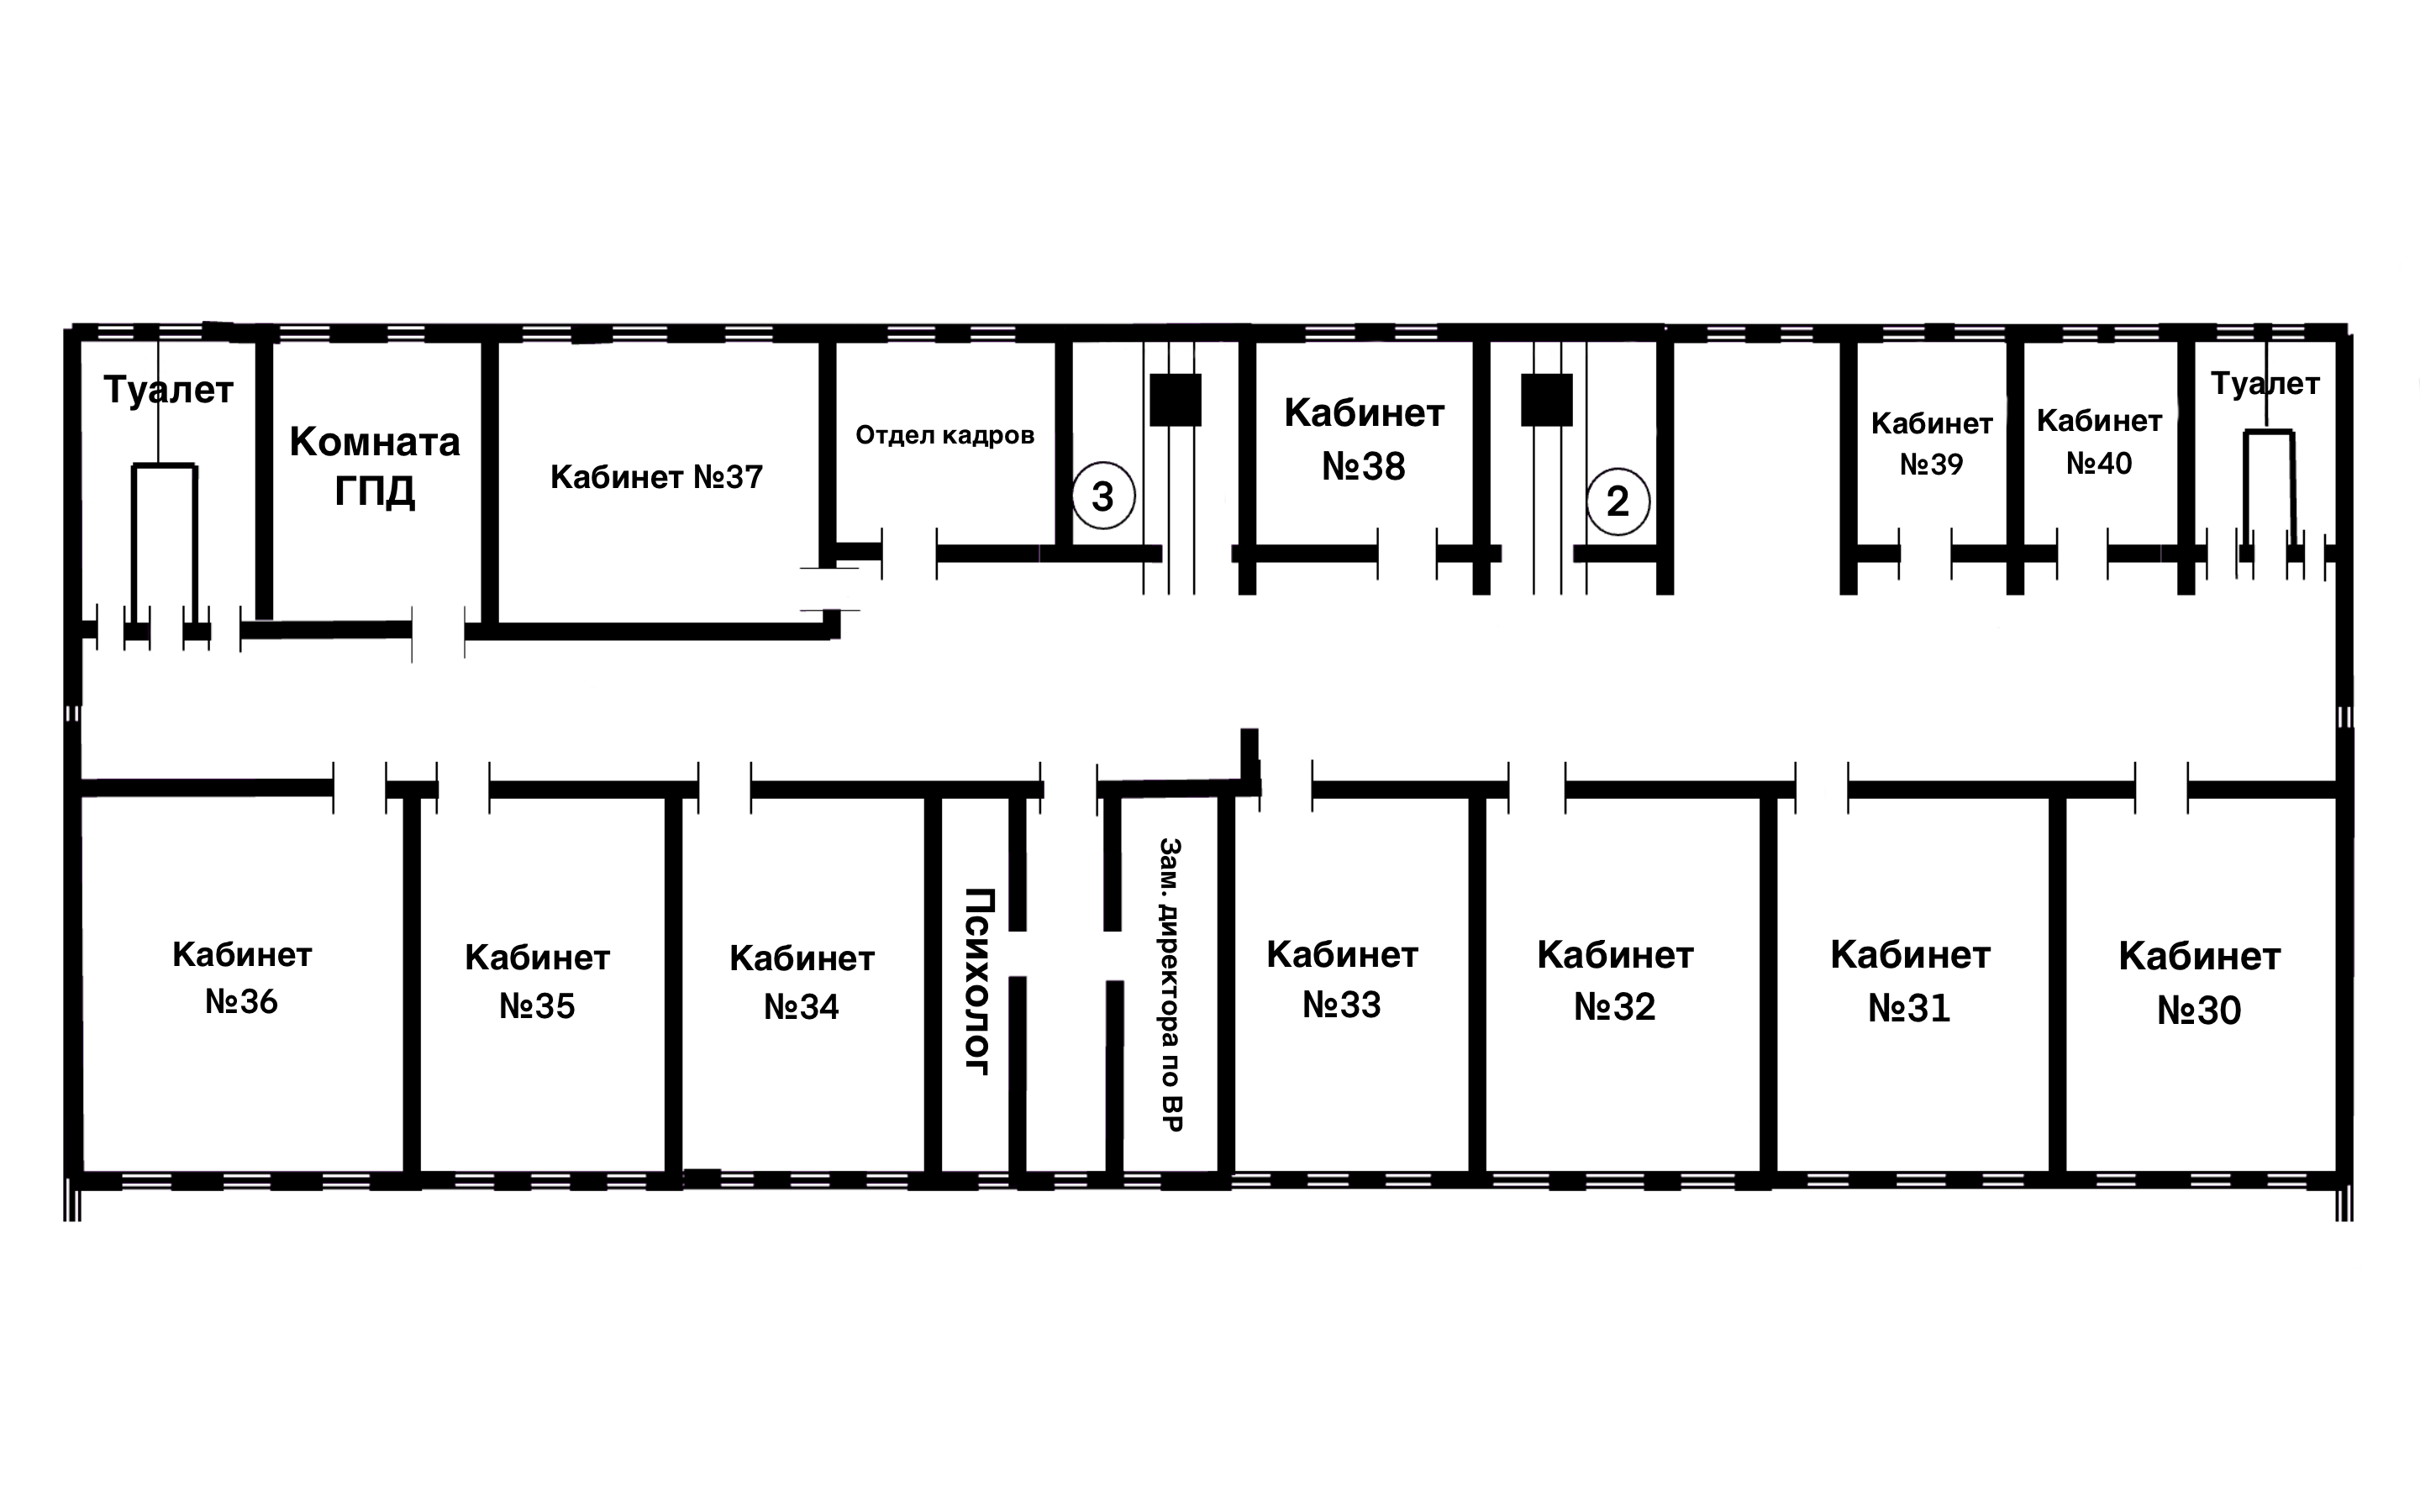 Туалет
Комната
ГПД
Кабинет №37
Отдел кадров
3
Кабинет
№38
2
Кабинет
№39
Кабинет
№40
Туалет
Кабинет
№36
Кабинет
№35
Кабинет
№34
Психолог
Зам. директора по ВР
Кабинет
№33
Кабинет
№32
Кабинет
№31
Кабинет
№30